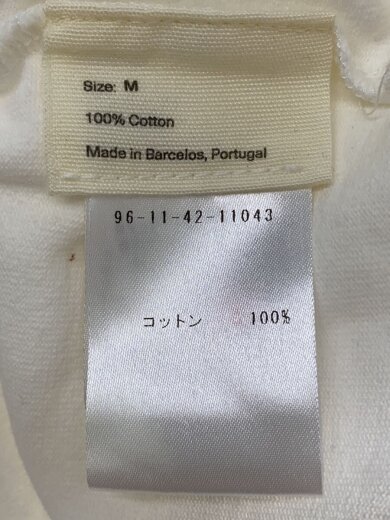 Size: M
100% Cotton
Made in Barcelos, Portugal
96-11-42-11043
コットン 100%